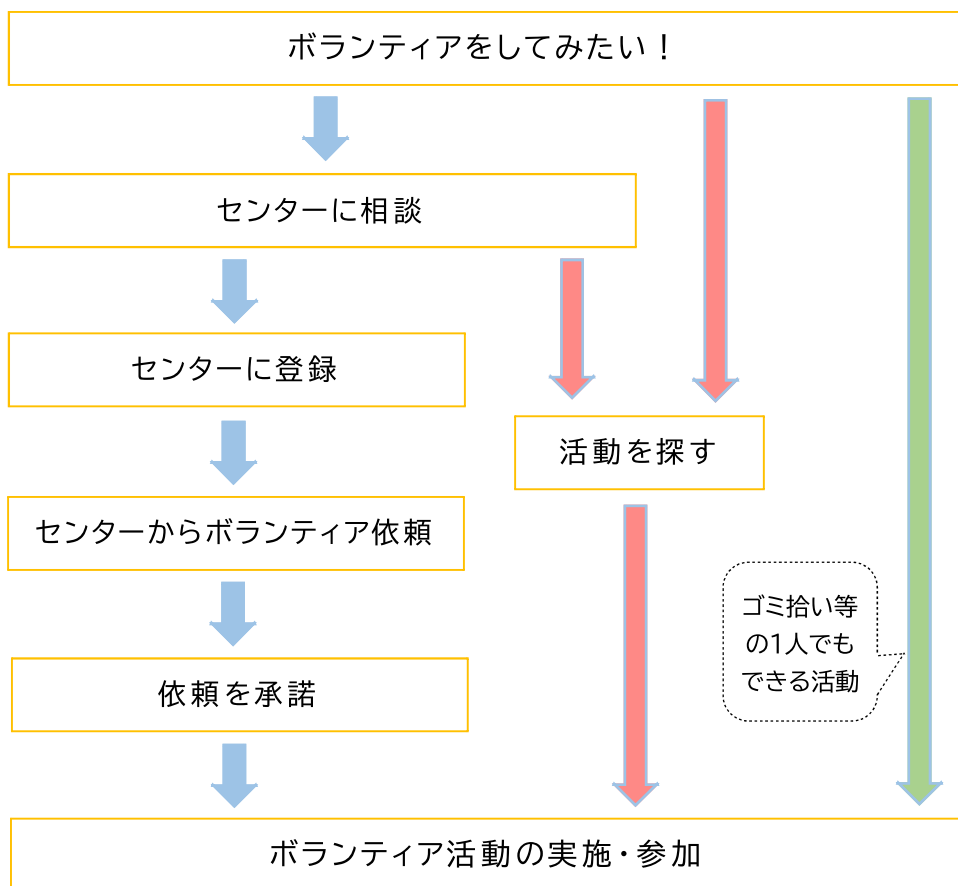 ボランティアをしてみたい！
センターに相談
センターに登録
活動を探す
センターからボランティア依頼
ゴミ拾い等
の1人でも
できる活動
依頼を承諾
ボランティア活動の実施・参加